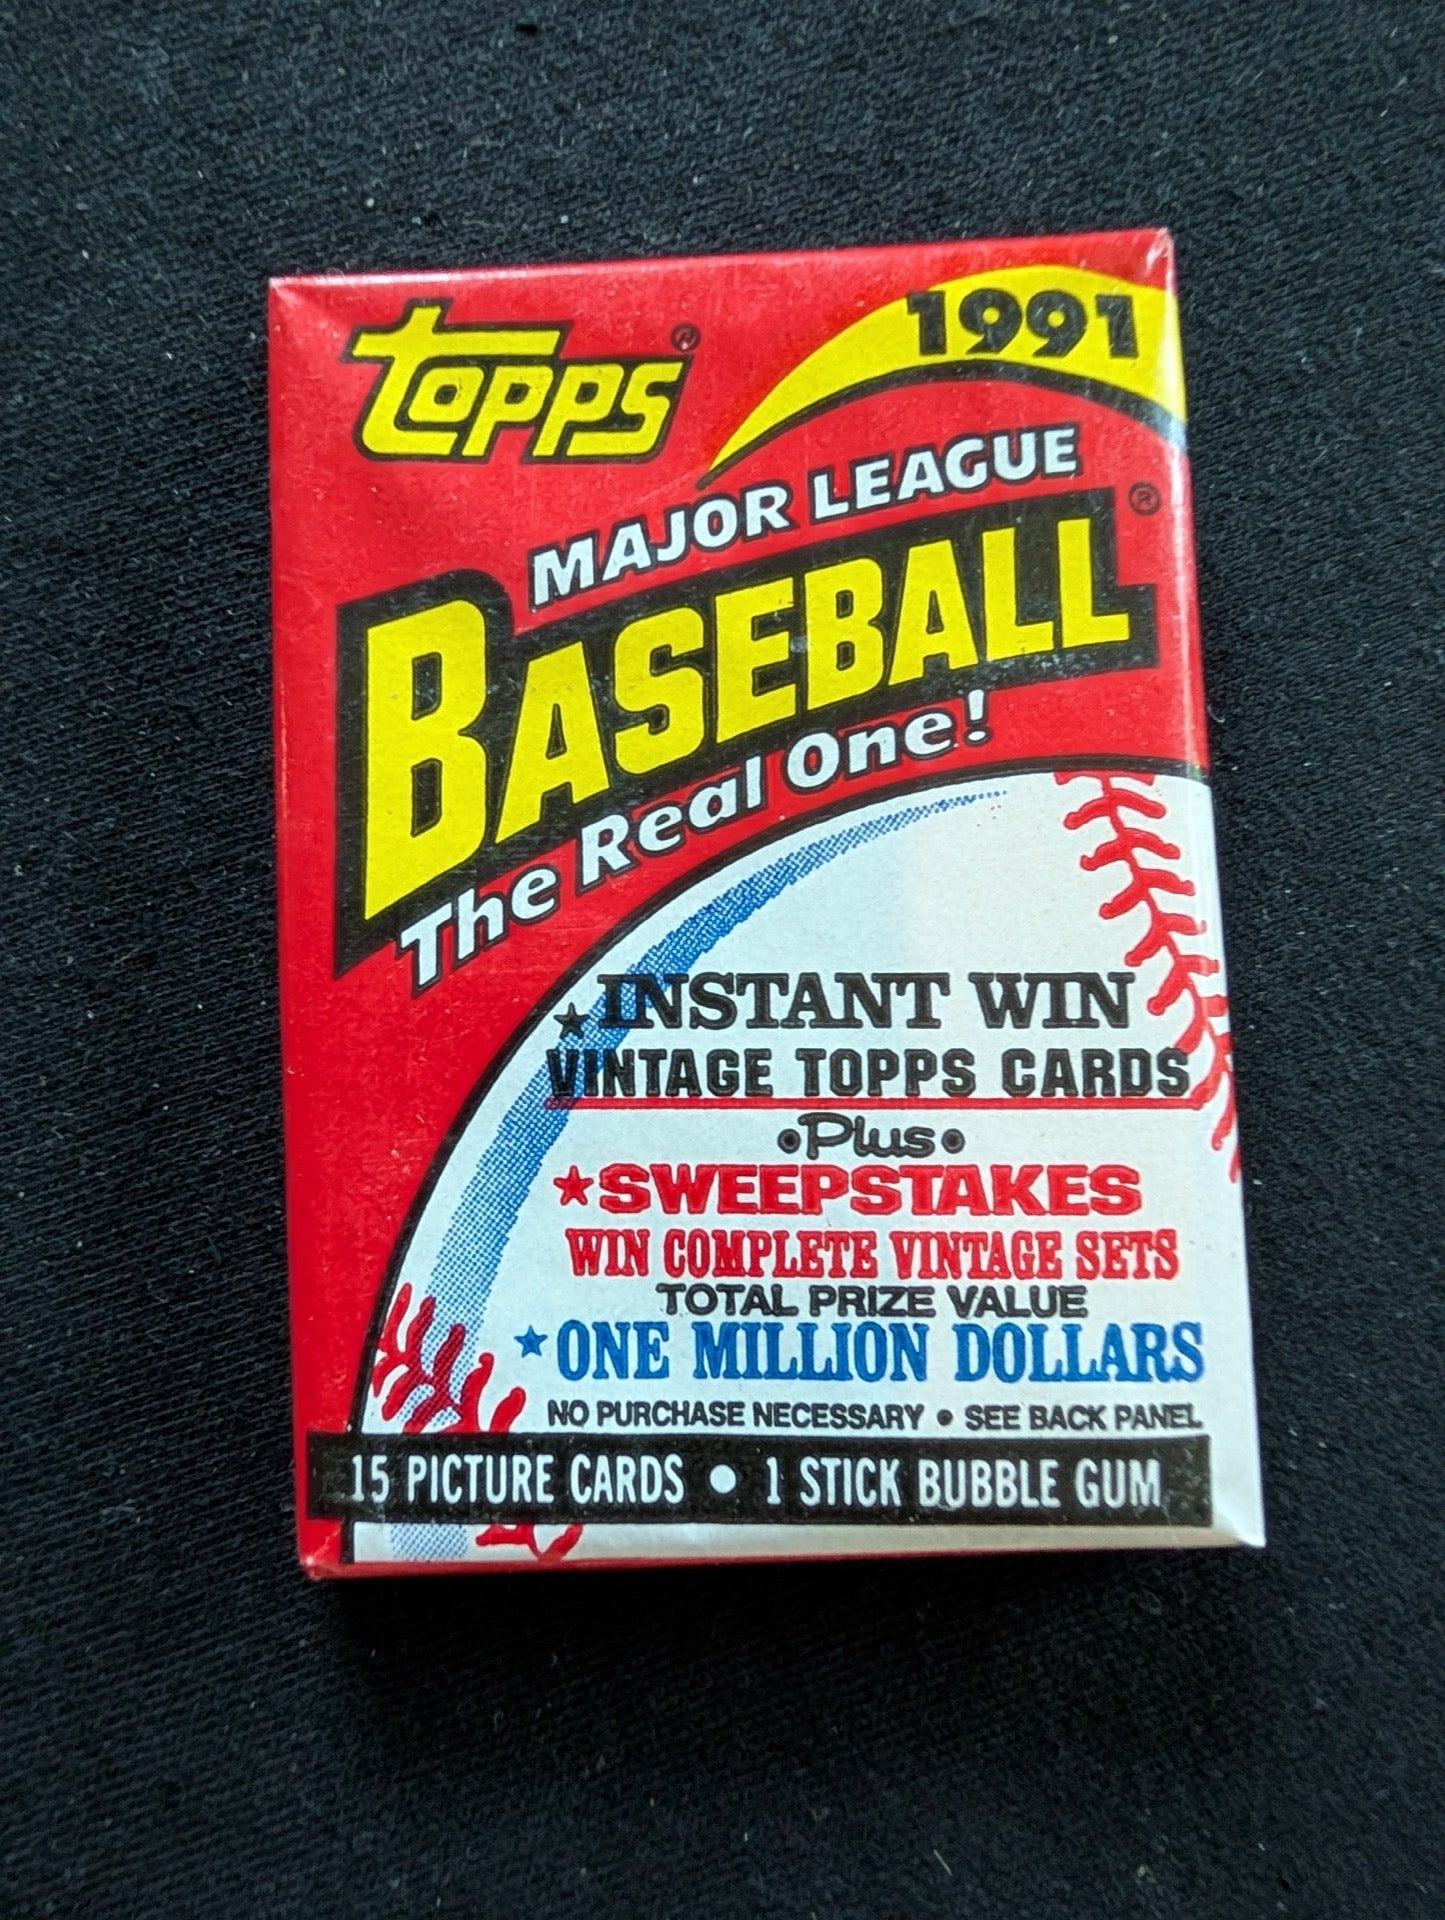 topps®
1991
MAJOR LEAGUE
BASEBALL®
The Real One!
★INSTANT WIN
VINTAGE TOPPS CARDS
•Plus•
★SWEEPSTAKES
WIN COMPLETE VINTAGE SETS
TOTAL PRIZE VALUE
★ONE MILLION DOLLARS
NO PURCHASE NECESSARY • SEE BACK PANEL
15 PICTURE CARDS • 1 STICK BUBBLE GUM